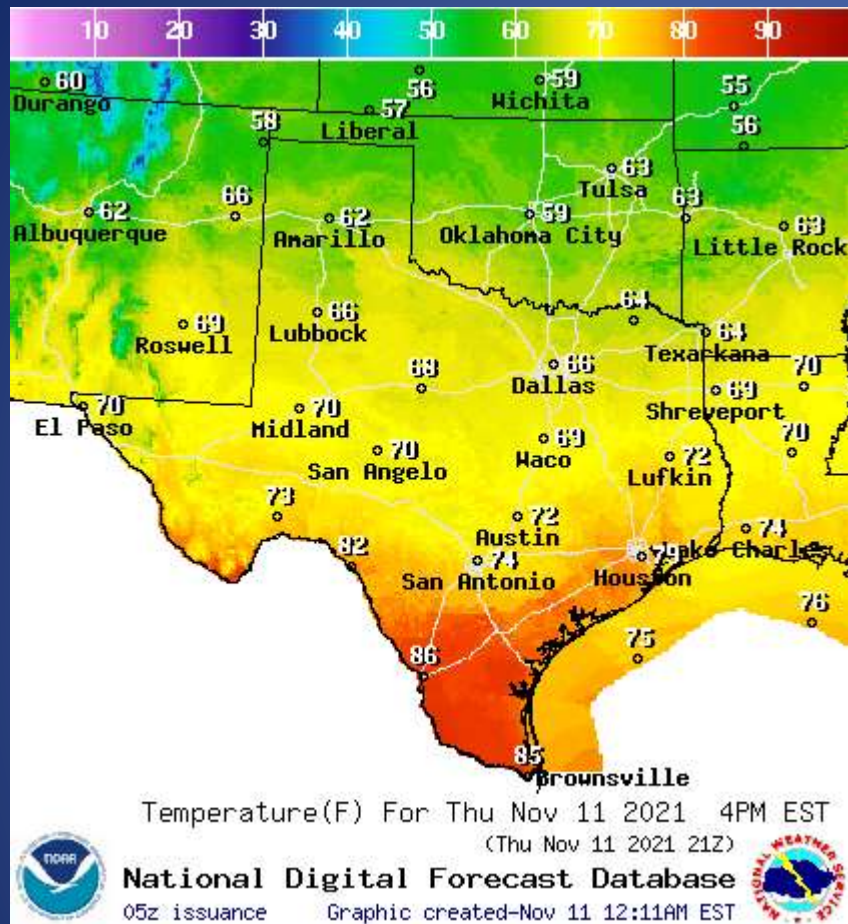 10 20 30 40 50 60 70 80 90
60 56 59 55
Durango Wichita
57 56
58 Liberal
63
Tulsa
62 66 62 59 63 63
Albuquerque Amarillo Oklahoma City Little Rock
66 64
69 Lubbock 64
Roswell Texarkana
68 66 70
Dallas 69
70 70 Shreveport
El Paso Midland
70 69 72 70
San Angelo Waco Lufkin
73 72 74
Austin Lake Charles
82 74 79
San Antonio Houston
76
86 75
85
Brownsville
Temperature(F) For Thu Nov 11 2021 4PM EST
(Thu Nov 11 2021 21Z)
NOAA
National Digital Forecast Database
05z issuance Graphic created-Nov 11 12:11AM EST
NATIONAL WEATHER SERVICE